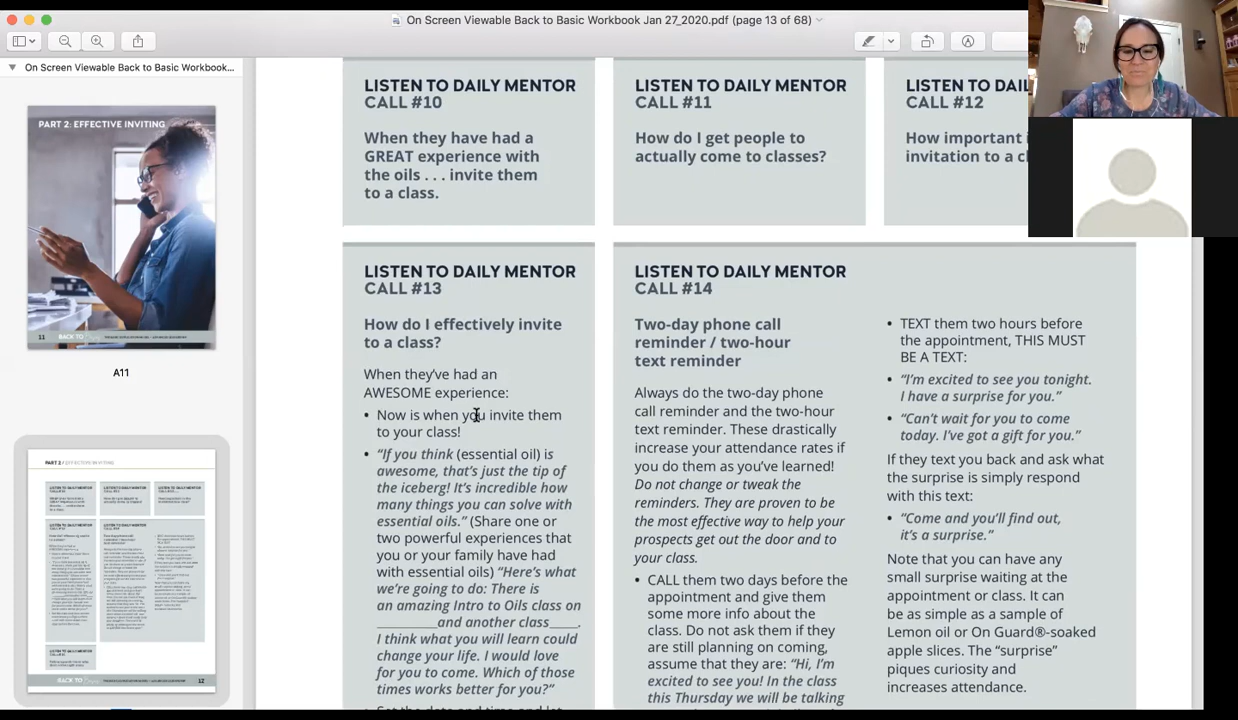 On Screen Viewable Back to Basic Workbook Jan 27_2020.pdf (page 13 of 68)
On Screen Viewable Back to Basic Workbook...
PART 2: EFFECTIVE INVITING
11
BACK TO
A11
PART 2
LISTEN TO DAILY MENTOR
CALL #10
When they have had a
GREAT experience with
the oils . . . invite them
to a class.
LISTEN TO DAILY MENTOR
CALL #11
How do I get people to
actually come to classes?
LISTEN TO DAILY
CALL #12
How important
invitation to a
LISTEN TO DAILY MENTOR
CALL #13
How do I effectively invite
to a class?
When they’ve had an
AWESOME experience:
• Now is when you invite them
to your class!
• “If you think (essential oil) is
awesome, that’s just the tip of
the iceberg! It’s incredible how
many things you can solve with
essential oils.” (Share one or
two powerful experiences that
you or your family have had
with essential oils) “Here’s what
we’re going to do: There is
an amazing Intro to Oils class on
________and another class____.
I think what you will learn could
change your life. I would love
for you to come. Which of those
times works better for you?”
LISTEN TO DAILY MENTOR
CALL #14
Two-day phone call
reminder / two-hour
text reminder
Always do the two-day phone
call reminder and the two-hour
text reminder. These drastically
increase your attendance rates if
you do them as you’ve learned!
Do not change or tweak the
reminders. They are proven to be
the most effective way to help your
prospects get out the door and to
your class.
• CALL them two days before the
appointment and give them
some more info about the
class. Do not ask them if they
are still planning on coming,
assume that they are: “Hi, I’m
excited to see you! In the class
this Thursday we will be talking
• TEXT them two hours before
the appointment, THIS MUST
BE A TEXT:
• “I’m excited to see you tonight.
I have a surprise for you.”
• “Can’t wait for you to come
today. I’ve got a gift for you.”
If they text you back and ask what
the surprise is simply respond
with this text:
• “Come and you’ll find out,
it’s a surprise.”
Note that you can have any
small surprise waiting at the
appointment or class. It can
be as simple as a sample of
Lemon oil or On Guard®-soaked
apple slices. The “surprise”
piques curiosity and
increases attendance.
BACK TO
12